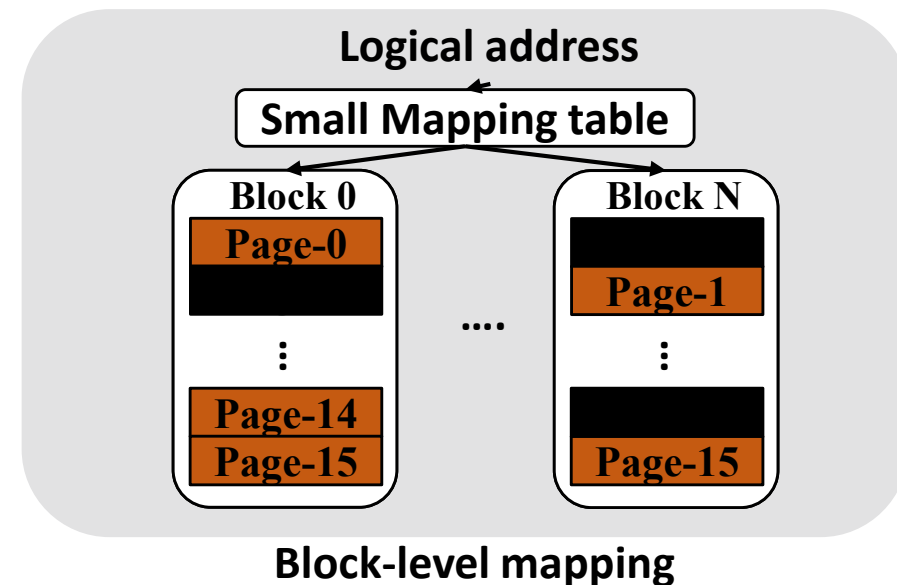 Logical address
Small Mapping table
Block 0
Page-0
⋮
Page-14
Page-15
....
Block N
Page-1
⋮
Page-15
Block-level mapping